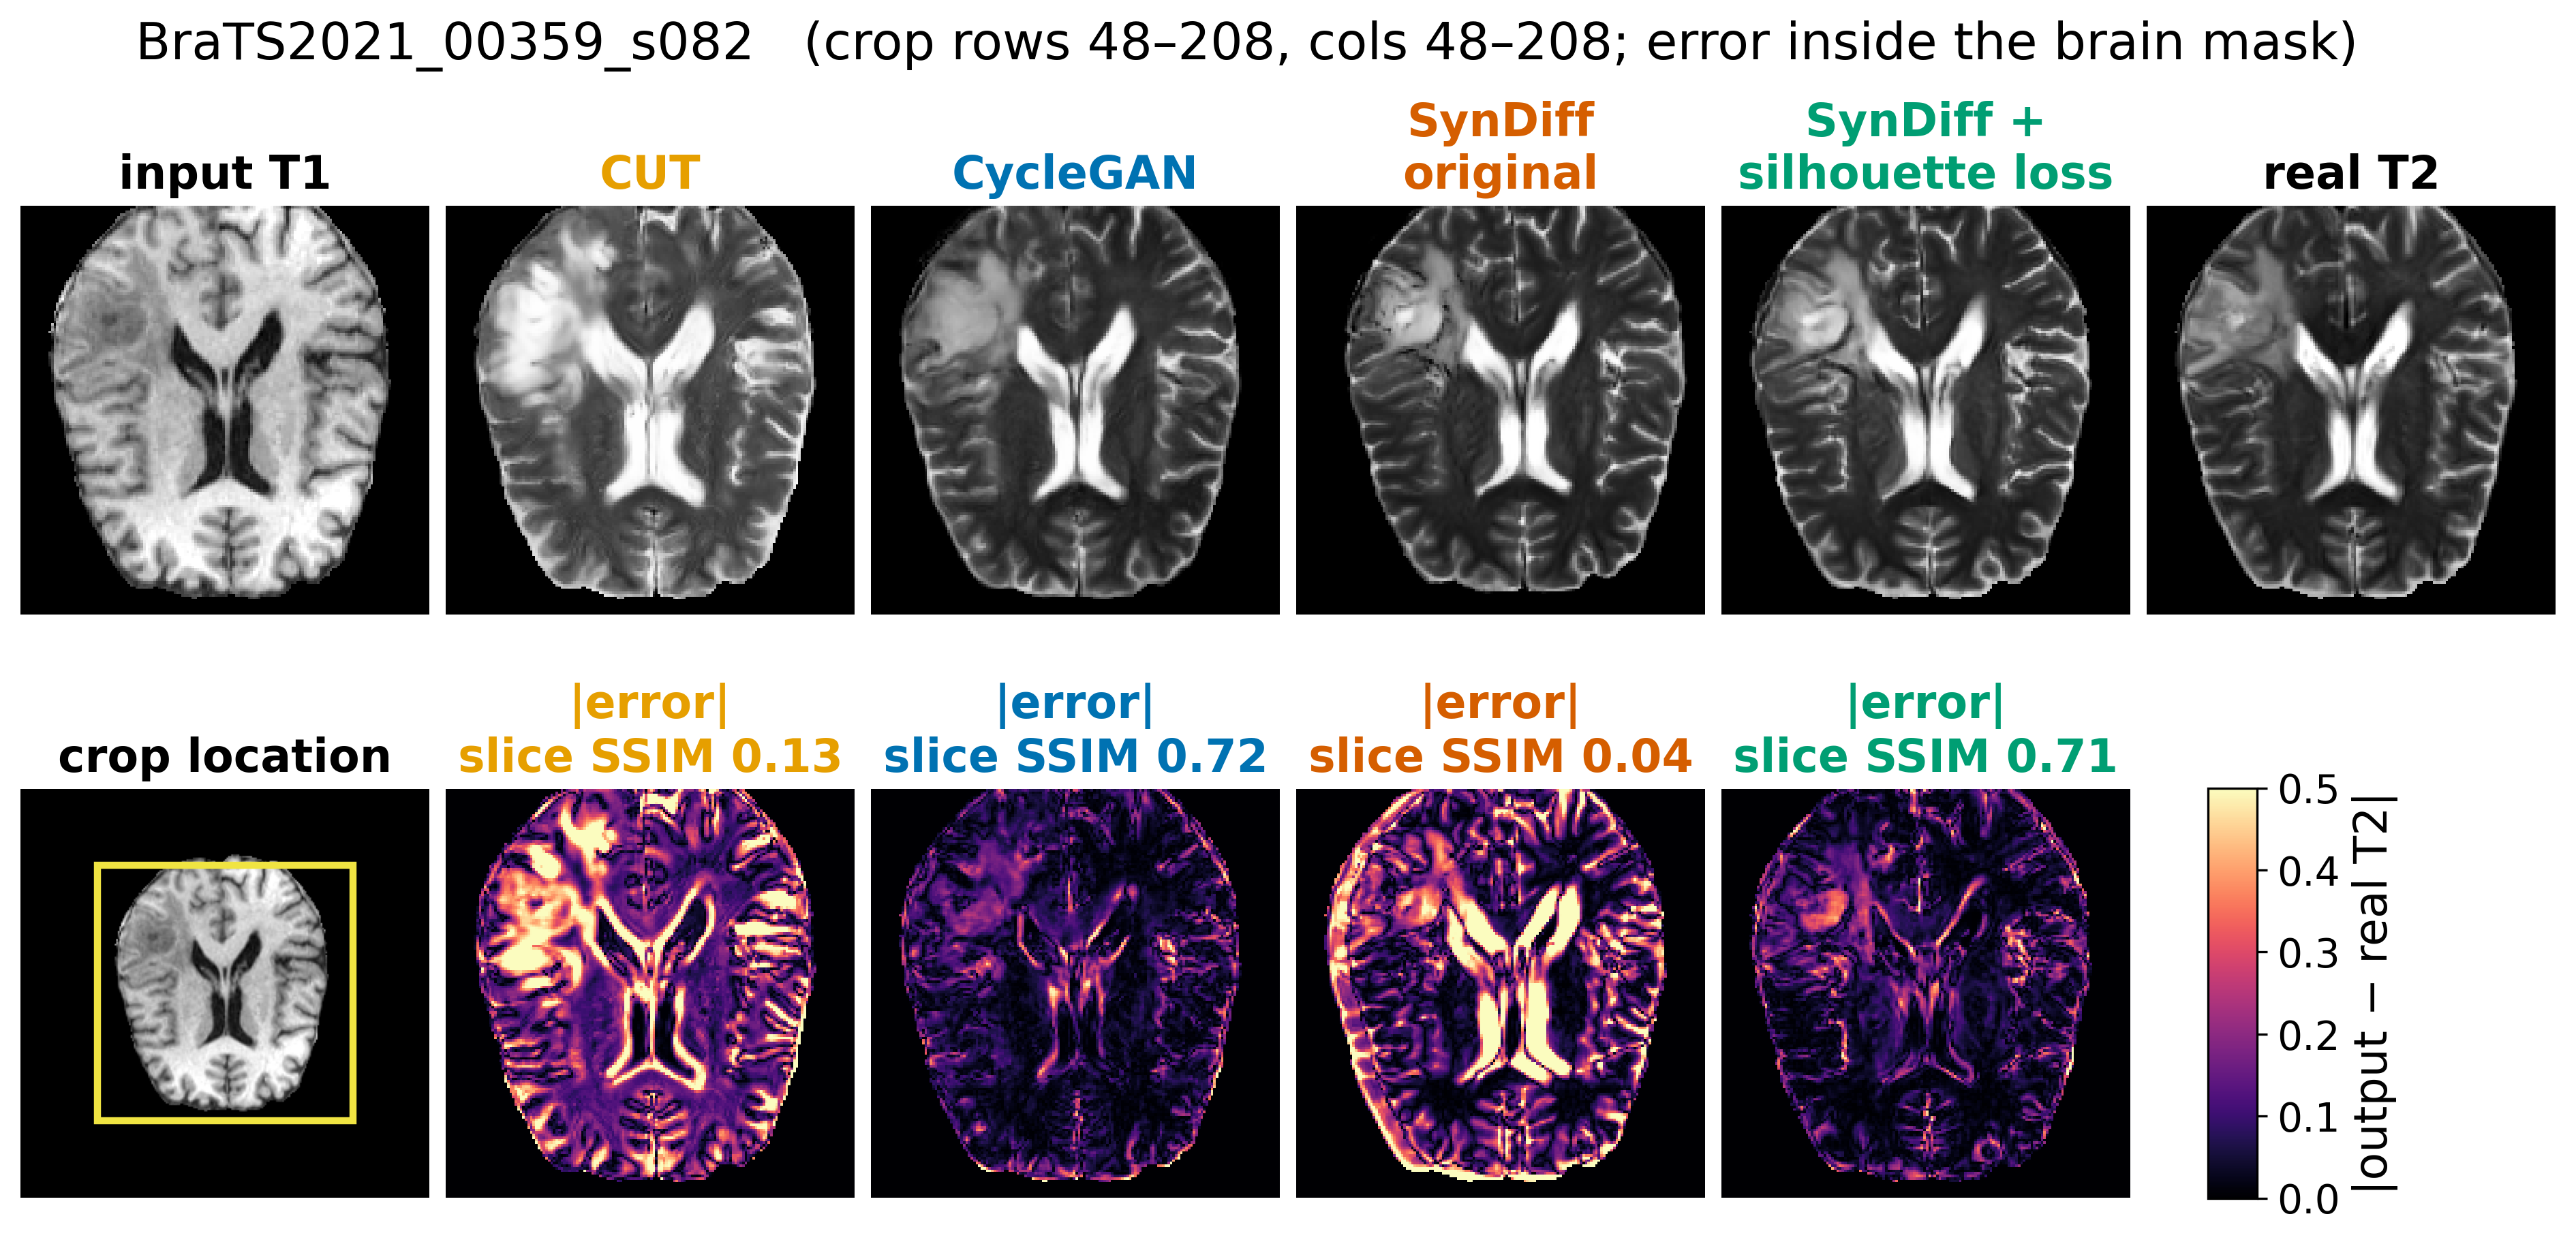 BraTS2021_00359_s082 (crop rows 48–208, cols 48–208; error inside the brain mask)
input T1
CUT
CycleGAN
SynDiff
original
SynDiff +
silhouette loss
real T2
crop location
|error|
slice SSIM 0.13
|error|
slice SSIM 0.72
|error|
slice SSIM 0.04
|error|
slice SSIM 0.71
0.5
0.4
0.3
0.2
0.1
0.0
|output − real T2|